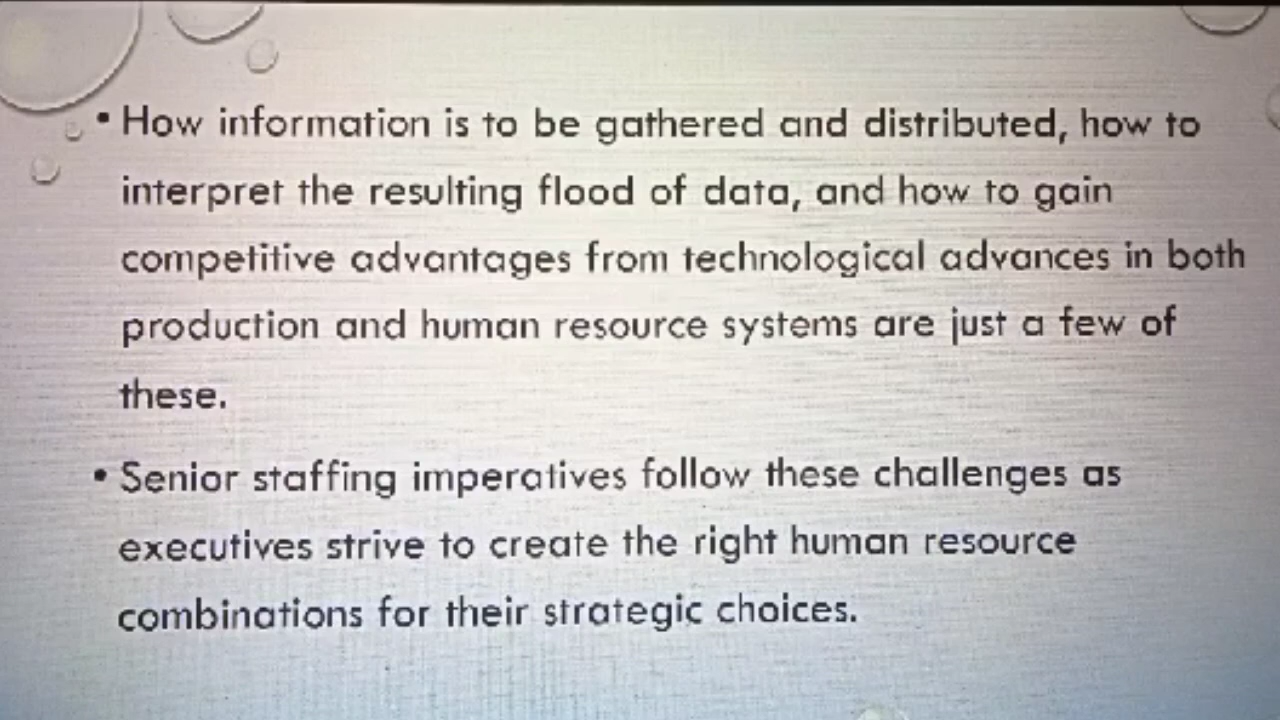 • How information is to be gathered and distributed, how to
interpret the resulting flood of data, and how to gain
competitive advantages from technological advances in both
production and human resource systems are just a few of
these.
• Senior staffing imperatives follow these challenges as
executives strive to create the right human resource
combinations for their strategic choices.